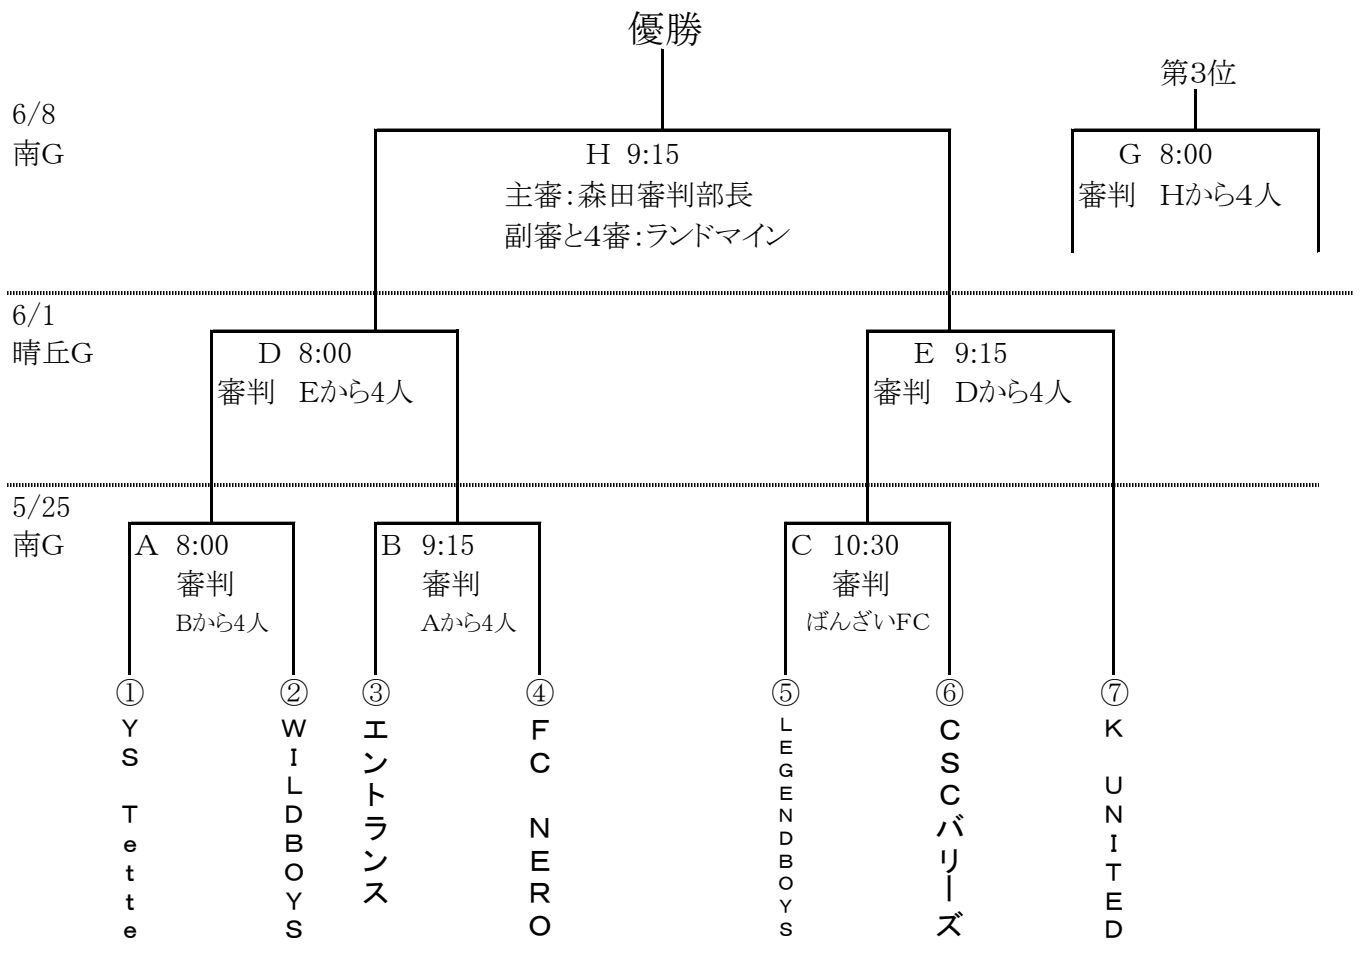 優勝
第3位
6/8
南G
H 9:15
主審：森田審判部長
副審と4審：ランドマイン
G 8:00
審判 Hから4人
6/1
晴丘G
D 8:00
審判 Eから4人
E 9:15
審判 Dから4人
5/25
南G
A 8:00
審判
Bから4人
B 9:15
審判
Aから4人
C 10:30
審判
ばんざいFC
①
YS Tette
②
WILDBOYS
③
エントランス
④
FC NERO
⑤
LEGENDBOYS
⑥
CSCバリーズ
⑦
K UNITED